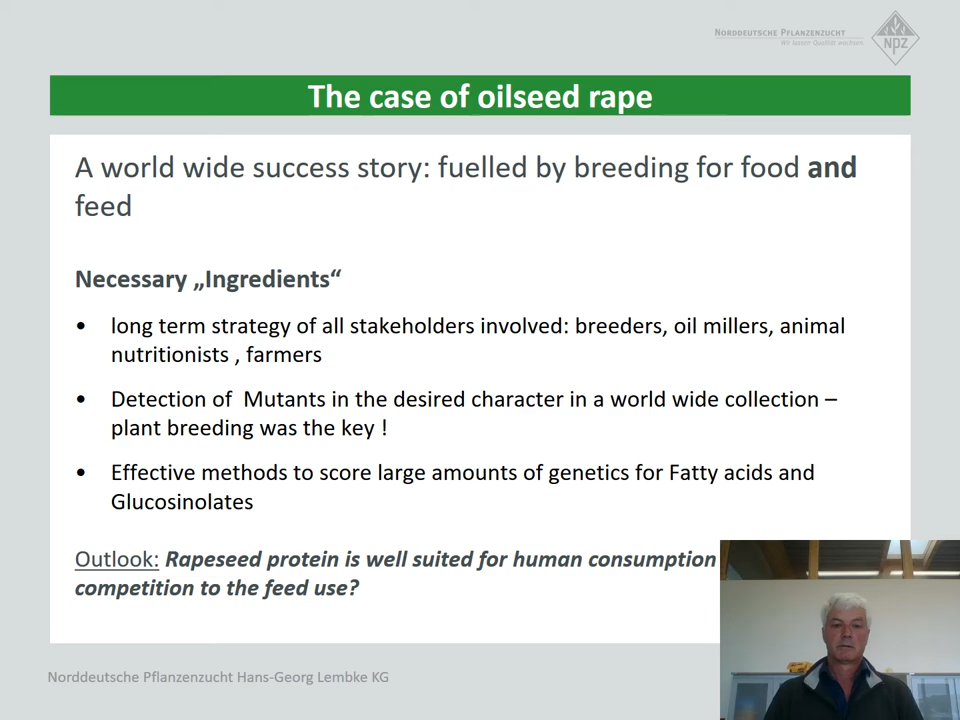 Norddeutsche Pflanzenzucht
Wir lassen Qualität wachsen.
NPZ
The case of oilseed rape
A world wide success story: fuelled by breeding for food and
feed
Necessary „Ingredients“
• long term strategy of all stakeholders involved: breeders, oil millers, animal
nutritionists , farmers
• Detection of Mutants in the desired character in a world wide collection –
plant breeding was the key !
• Effective methods to score large amounts of genetics for Fatty acids and
Glucosinolates
Outlook: Rapeseed protein is well suited for human consumption
competition to the feed use?
Norddeutsche Pflanzenzucht Hans-Georg Lembke KG